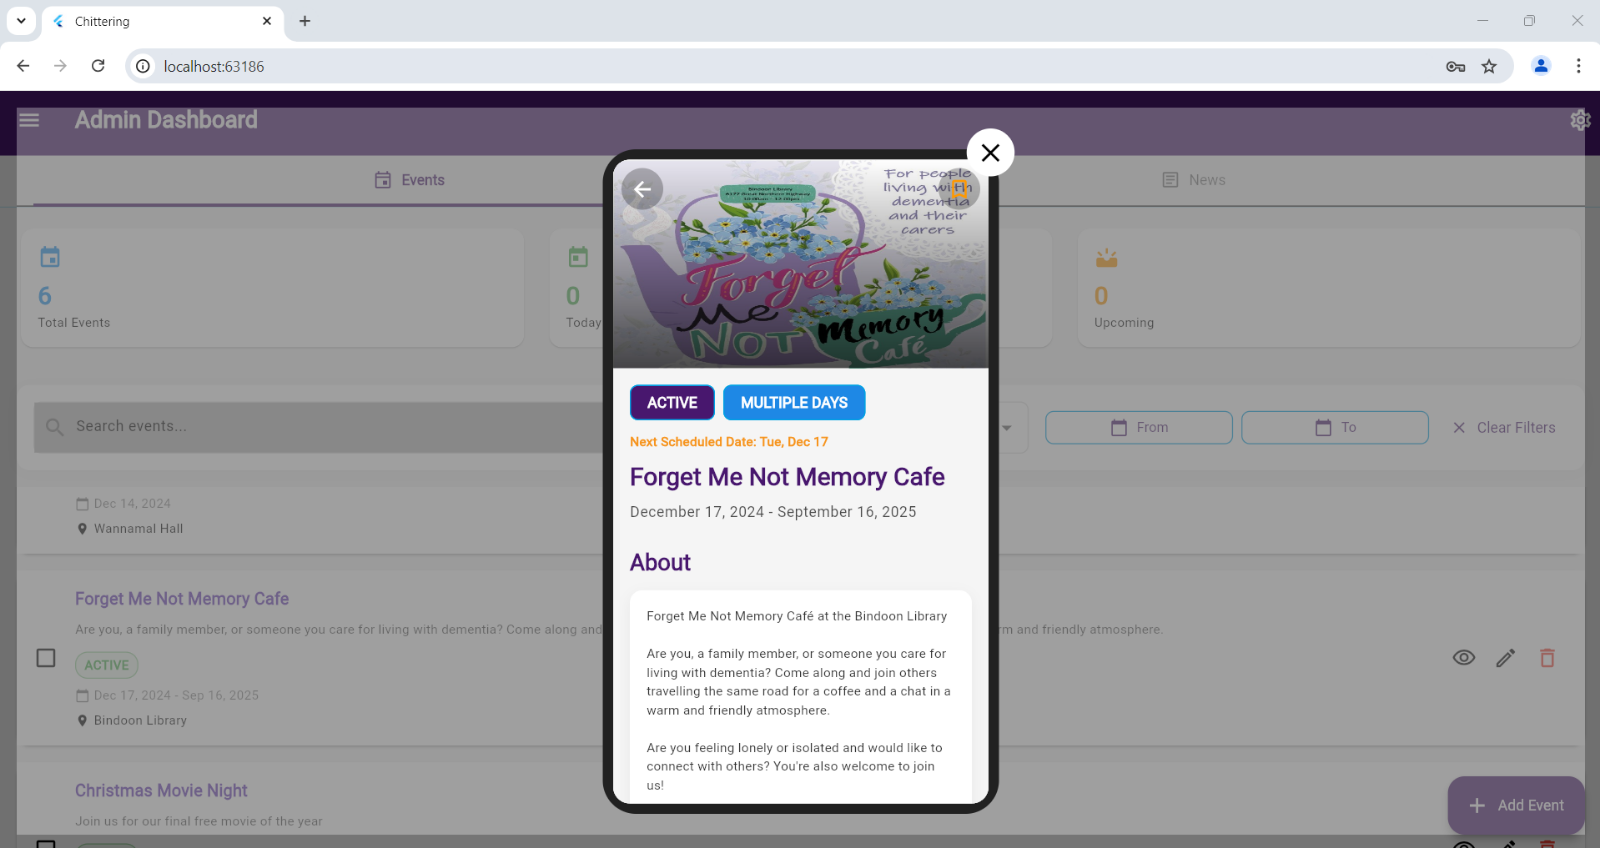 Chittering
localhost:63186
Admin Dashboard
Events
News
6
Total Events
0
Today
0
Upcoming
Search events...
From
To
Clear Filters
Dec 14, 2024
Wannamal Hall
Forget Me Not Memory Cafe
Are you, a family member, or someone you care for living with dementia? Come along and
m and friendly atmosphere.
ACTIVE
Dec 17, 2024 - Sep 16, 2025
Bindoon Library
Christmas Movie Night
Join us for our final free movie of the year
Add Event
For people
living with
dementia
and their
carers
Forget
Me
NOT
Memory
Café
ACTIVE
MULTIPLE DAYS
Next Scheduled Date: Tue, Dec 17
Forget Me Not Memory Cafe
December 17, 2024 - September 16, 2025
About
Forget Me Not Memory Café at the Bindoon Library
Are you, a family member, or someone you care for
living with dementia? Come along and join others
travelling the same road for a coffee and a chat in a
warm and friendly atmosphere.
Are you feeling lonely or isolated and would like to
connect with others? You're also welcome to join
us!